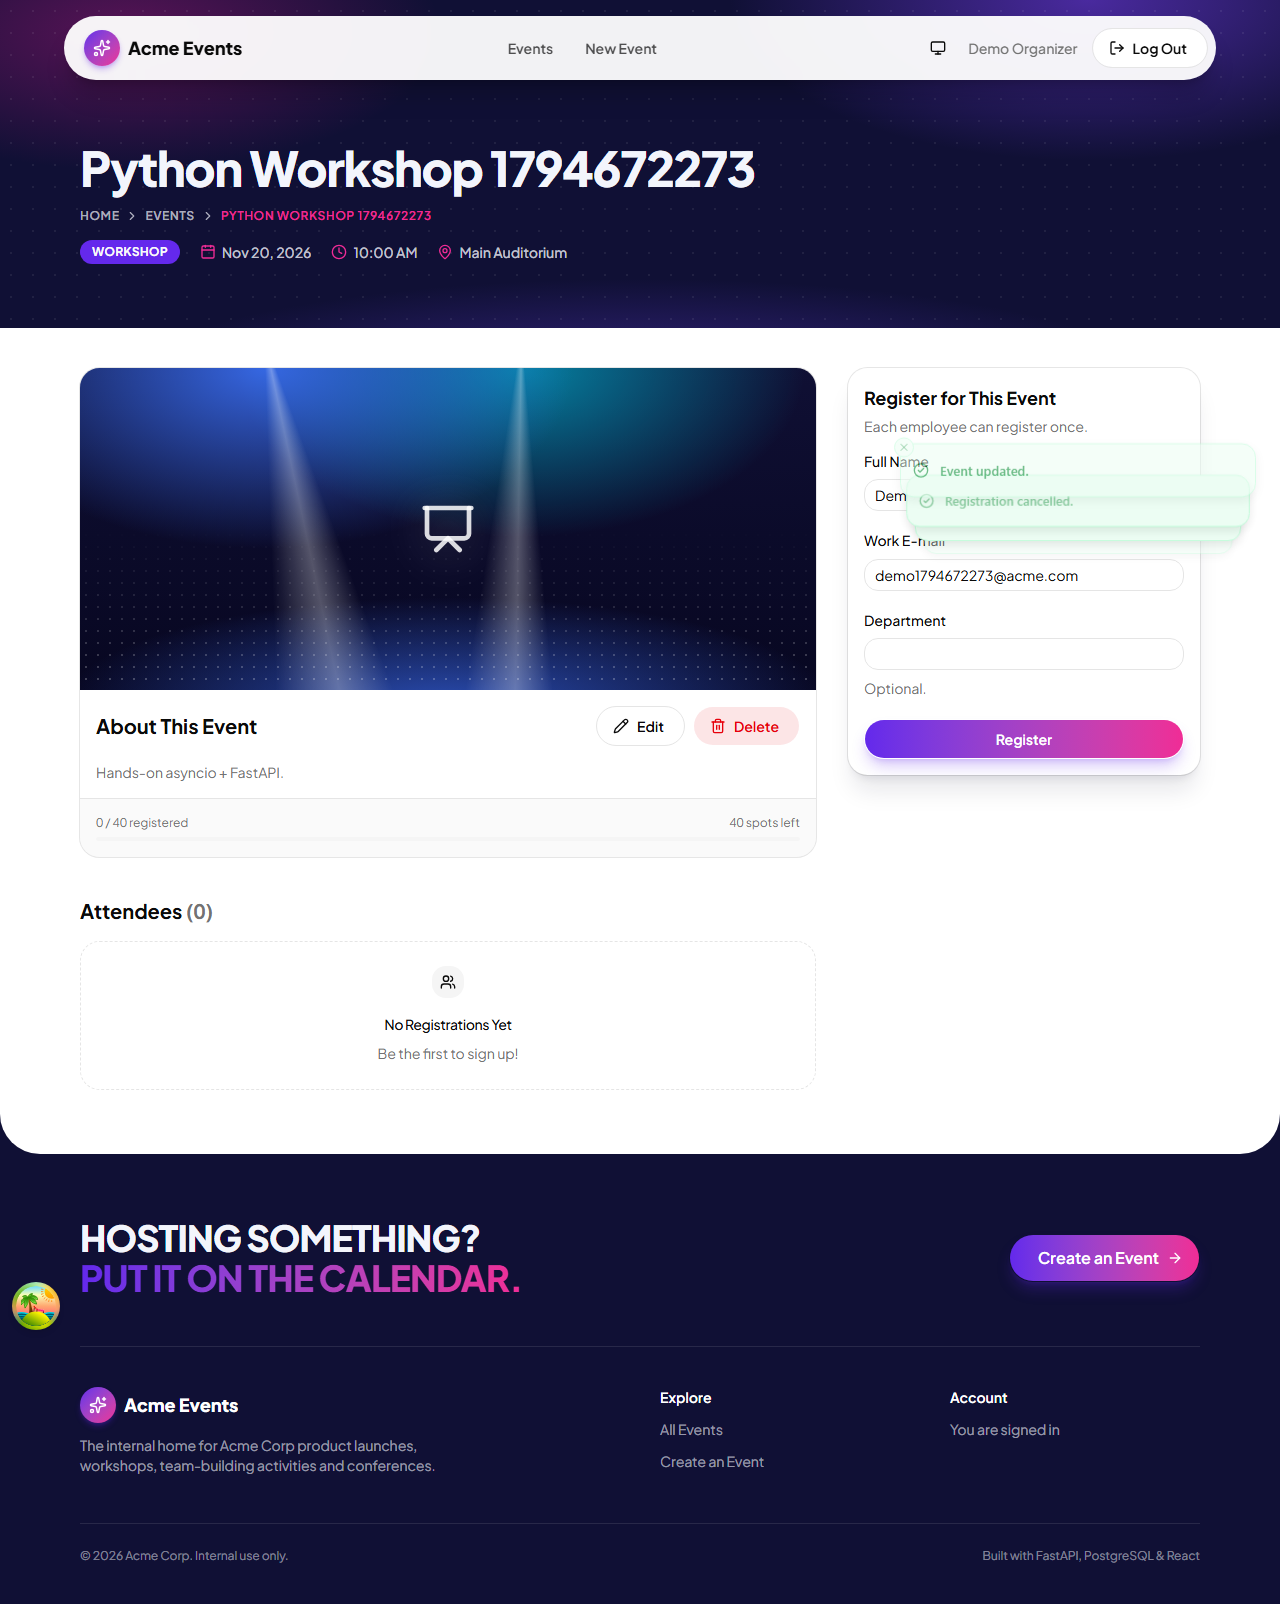 Acme Events
Events
New Event
Demo Organizer
Log Out
Python Workshop 1794672273
HOME > EVENTS > PYTHON WORKSHOP 1794672273
WORKSHOP
Nov 20, 2026
10:00 AM
Main Auditorium
About This Event
Edit
Delete
Hands-on asyncio + FastAPI.
0 / 40 registered
40 spots left
Attendees (0)
No Registrations Yet
Be the first to sign up!
Register for This Event
Each employee can register once.
Full Name
Dem
Event updated.
Registration cancelled.
Work E-mail
demo1794672273@acme.com
Department
Optional.
Register
HOSTING SOMETHING?
PUT IT ON THE CALENDAR.
Create an Event
Acme Events
The internal home for Acme Corp product launches,
workshops, team-building activities and conferences.
Explore
All Events
Create an Event
Account
You are signed in
© 2026 Acme Corp. Internal use only.
Built with FastAPI, PostgreSQL & React